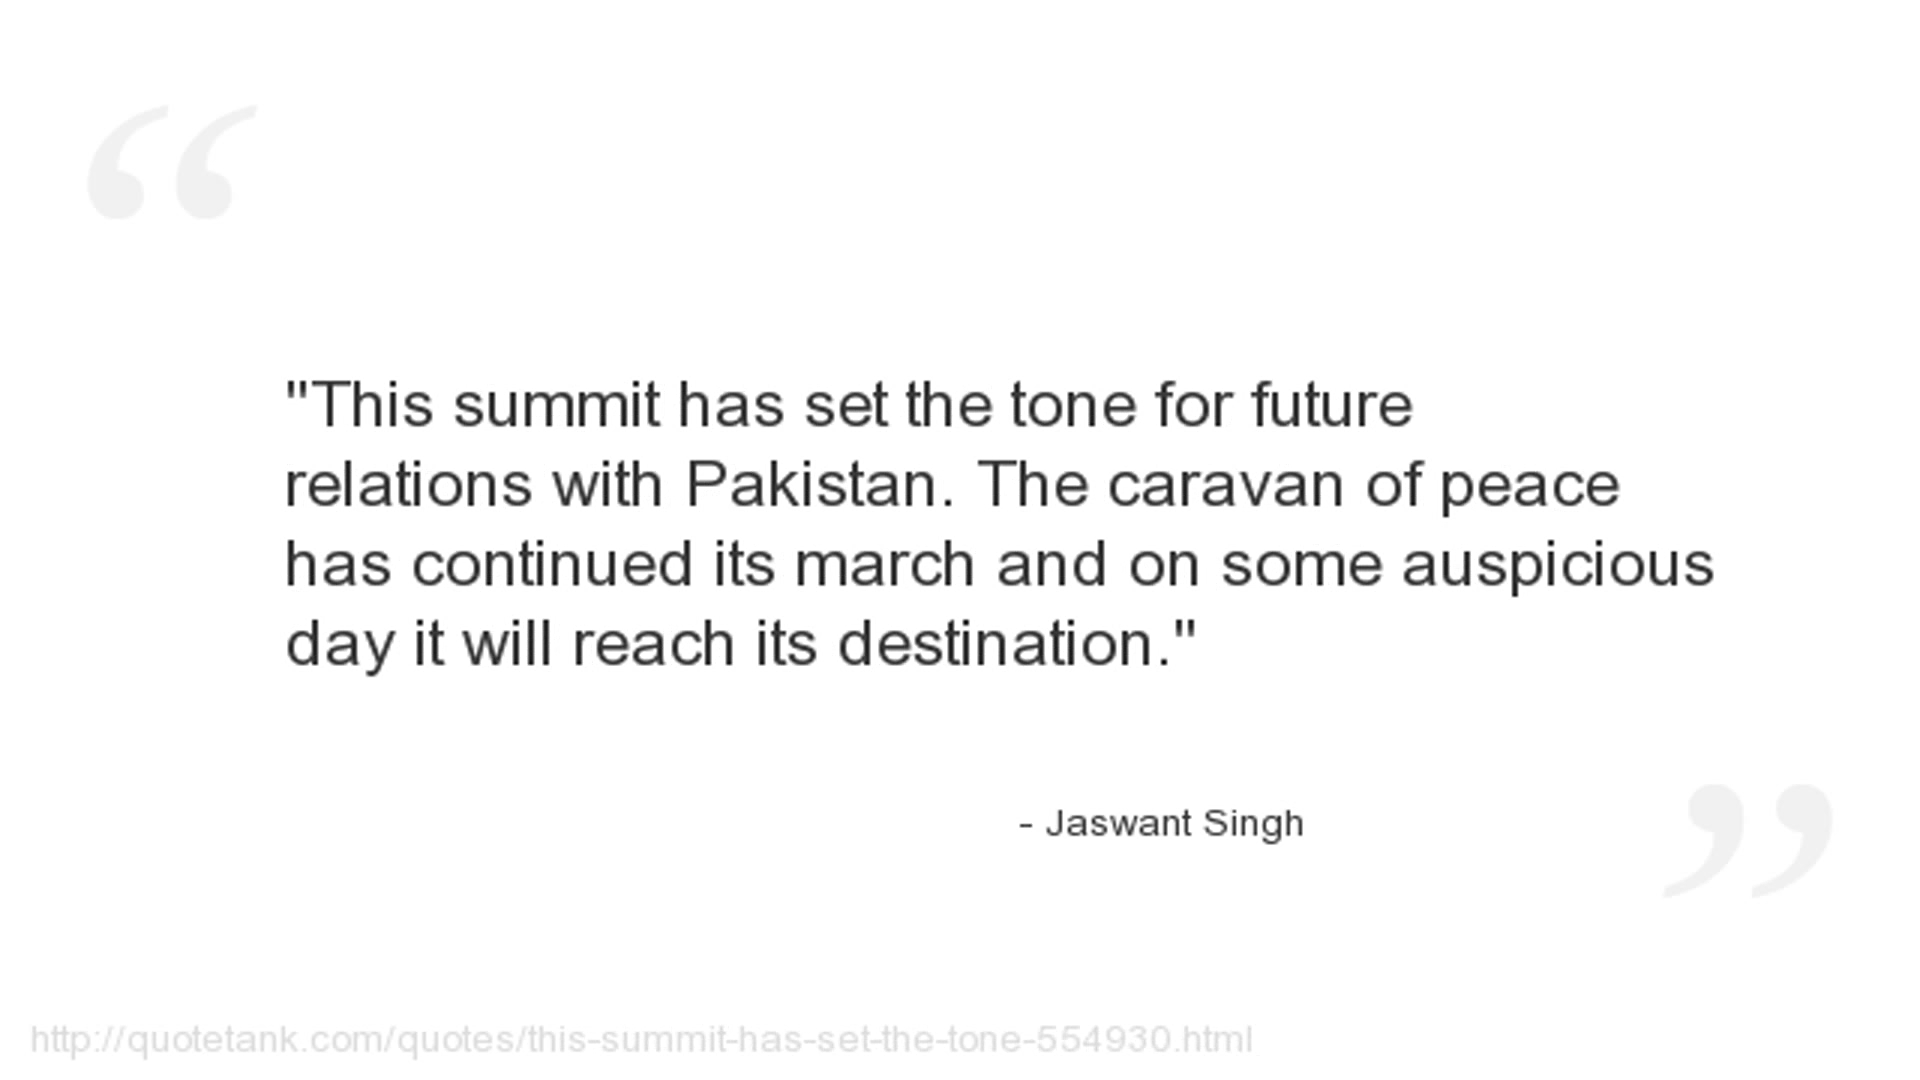 "This summit has set the tone for future
relations with Pakistan. The caravan of peace
has continued its march and on some auspicious
day it will reach its destination."
- Jaswant Singh
http://quotetank.com/quotes/this-summit-has-set-the-tone-554930.html